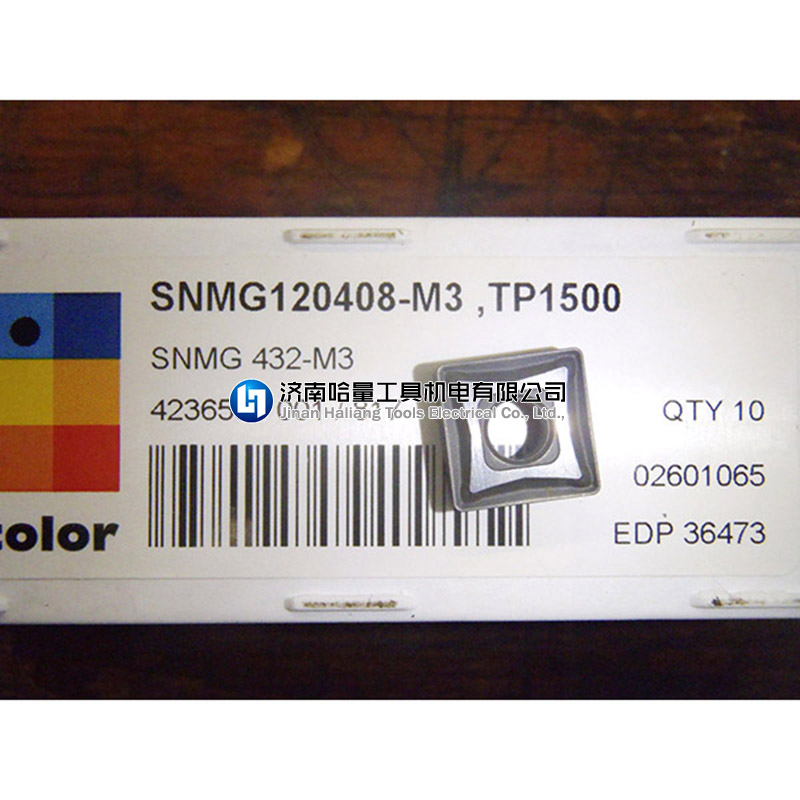 SNMG120408-M3 ,TP1500
SNMG 432-M3
济南哈量工具机电有限公司
Jinan Haliang Tools Electrical Co., Ltd.,
QTY 10
02601065
color
EDP 36473